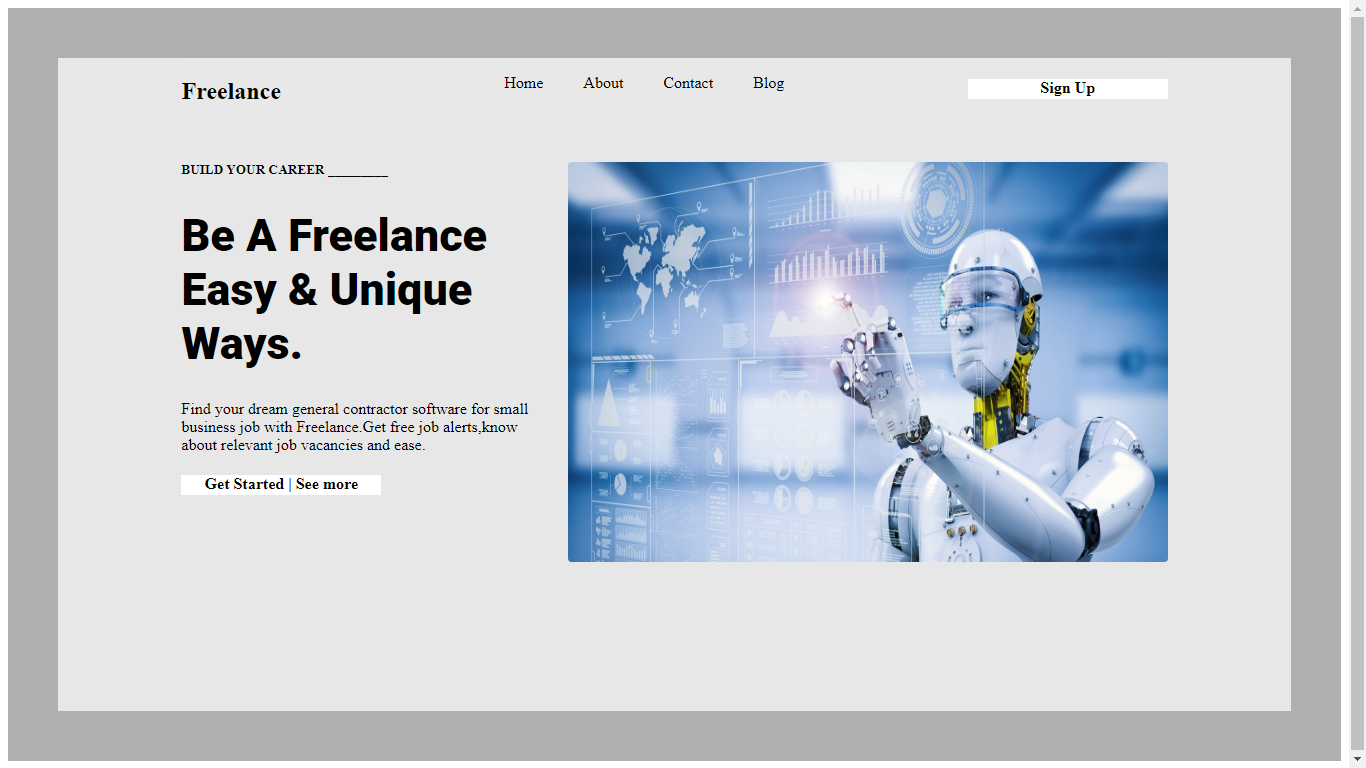 Freelance
Home About Contact Blog
Sign Up
BUILD YOUR CAREER _________
Be A Freelance
Easy & Unique
Ways.
Find your dream general contractor software for small
business job with Freelance.Get free job alerts,know
about relevant job vacancies and ease.
Get Started | See more